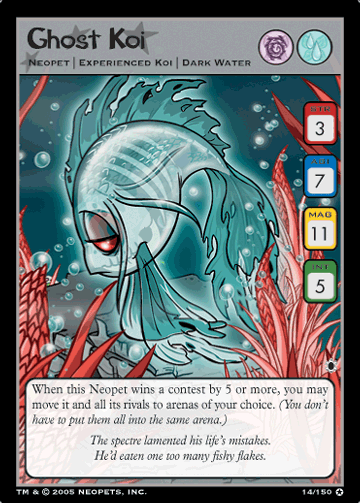 Ghost Koi
Neopet | Experienced Koi | Dark Water
STR
3
AGI
7
MAG
11
INT
5
When this Neopet wins a contest by 5 or more, you may
move it and all its rivals to arenas of your choice. (You don't
have to put them all into the same arena.)
The spectre lamented his life's mistakes.
He'd eaten one too many fishy flakes.
TM & © 2005 NEOPETS, INC.
14/150